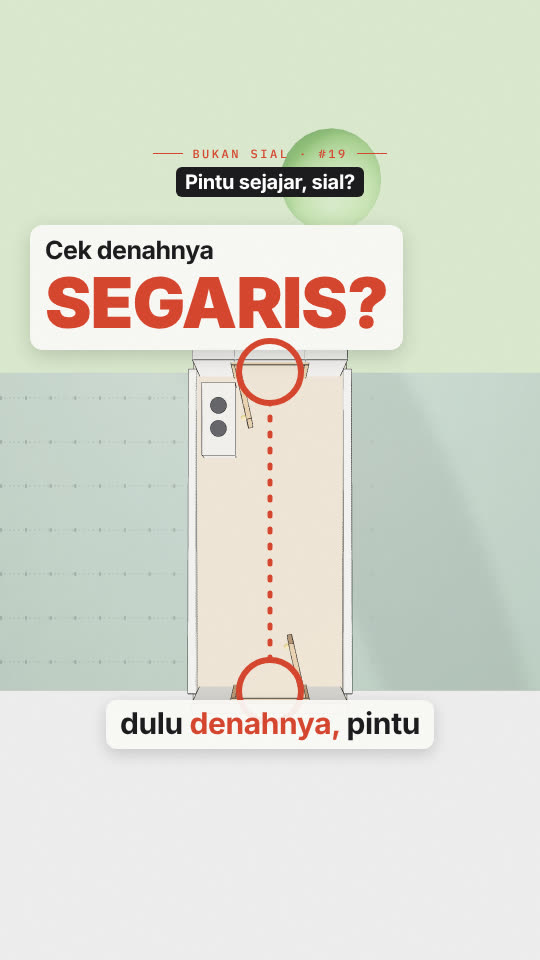 BUKAN SIAL · #19
Pintu sejajar, sial?
Cek denahnya
SEGARIS?
dulu denahnya, pintu